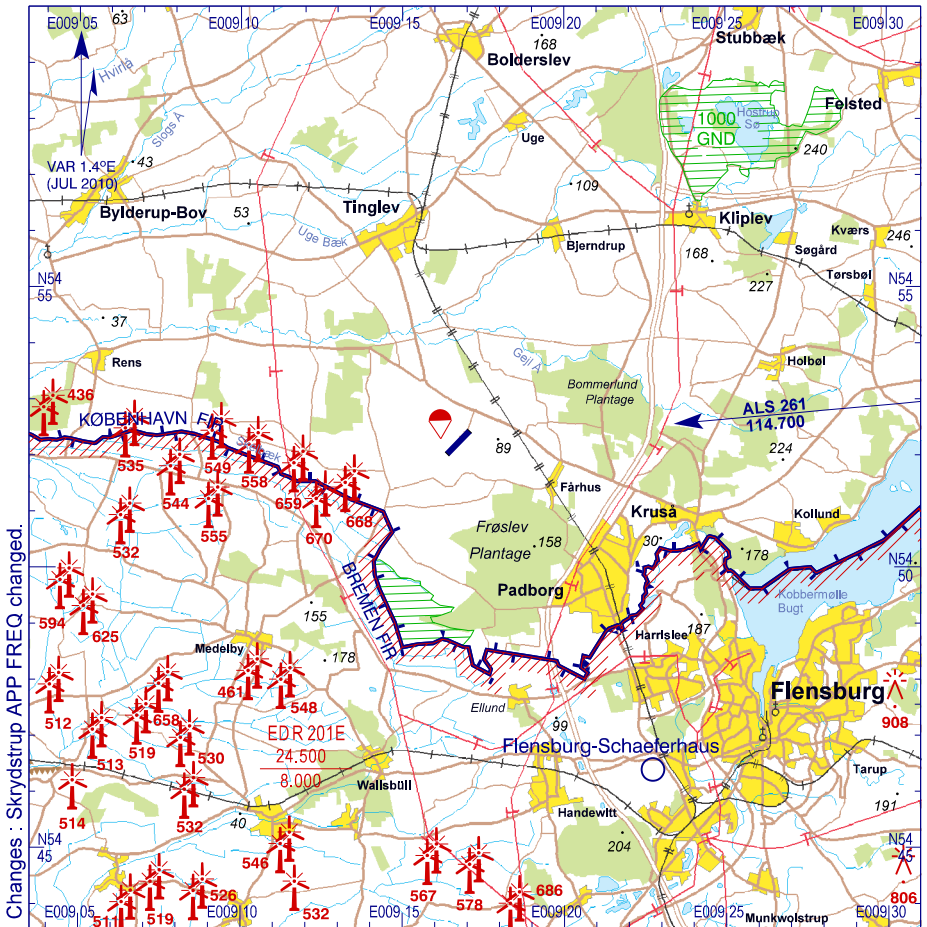 E009.05
E009.10
E009.15
E009.20
E009.25
E009.30
63
168
Stubbæk
Bolderslev
Hvirlå
Slogs Å
Uge
1000
GND
Hostrup
Sø
Felsted
240
VAR 1.4°E
(JUL 2010)
43
109
Bylderup-Bov
53
Tinglev
Uge Bæk
Kliplev
Bjerndrup
Søgård
Kværs
246
168
Tørsbøl
227
N54
55
N54
55
37
Rens
Gejl Å
Holbøl
Bommerlund
Plantage
436
KØBENHAVN FIR
ALS 261
114.700
89
224
535
549
558
544
659
668
670
555
532
Fårhus
Kruså
Kollund
Frøslev
Plantage
158
30
178
N54
50
Padborg
Kobbermølle
Bugt
BREMEN FIR
594
625
155
Medelby
178
Harrislee
187
461
548
512
658
519
513
530
Ellund
99
Flensburg
908
EDR 201E
24.500
8.000
Flensburg-Schaeferhaus
Wallsbüll
Tarup
514
532
40
Handewitt
191
204
N54
45
N54
45
546
567
578
686
806
526
519
511
532
E009.05
E009.10
E009.15
E009.20
E009.25
E009.30
Munkwolstrup
Changes : Skrydstrup APP FREQ changed.